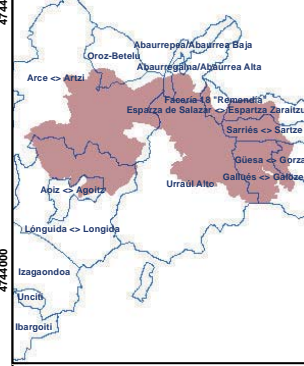 4744
Abaurrepea/Abaurrea Baja
Oroz-Betelu
Abaurregaina/Abaurrea Alta
Arce <> Artzi
Facería 18 "Remendía"
Esparza de Salazar <> Espartza Zaraitzu
Sarriés <> Sartze
Güesa <> Gorza
Gallués <> Galoze
Urraúl Alto
Aoiz <> Agoitz
Lónguida <> Longida
4744000
Izagaondoa
Unciti
Ibargoiti